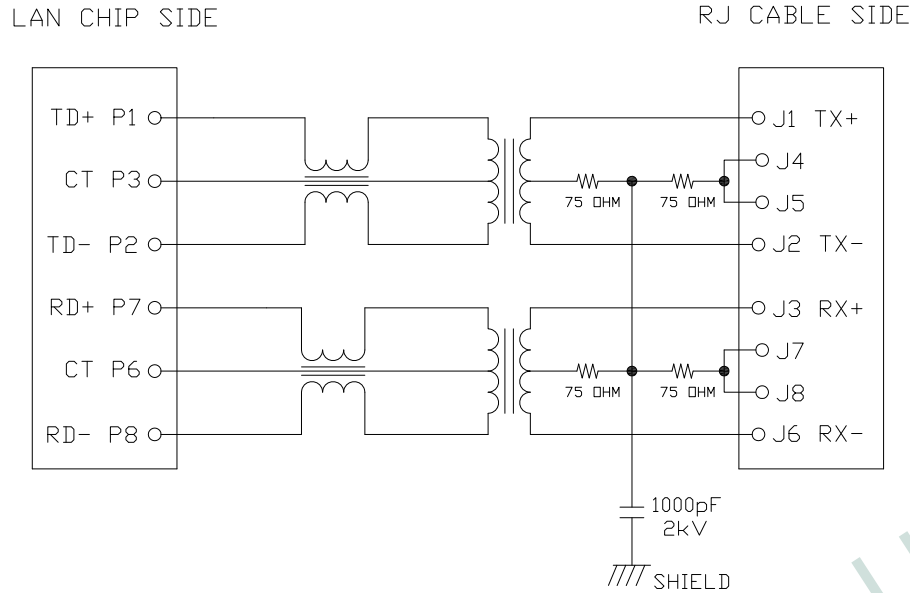 LAN CHIP SIDE
RJ CABLE SIDE
TD+ P1
J1 TX+
J4
CT P3
75 OHM
75 OHM
J5
TD- P2
J2 TX-
RD+ P7
J3 RX+
J7
CT P6
75 OHM
75 OHM
J8
RD- P8
J6 RX-
1000pF
2kV
SHIELD